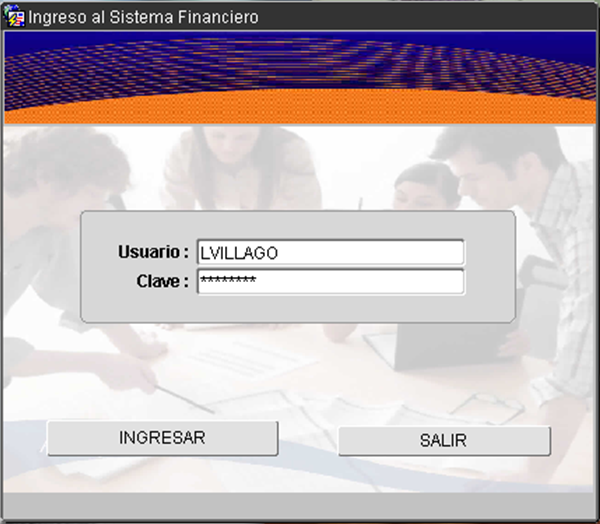 Ingreso al Sistema Financiero
Usuario : LVILLAGO
Clave : ********
INGRESAR SALIR